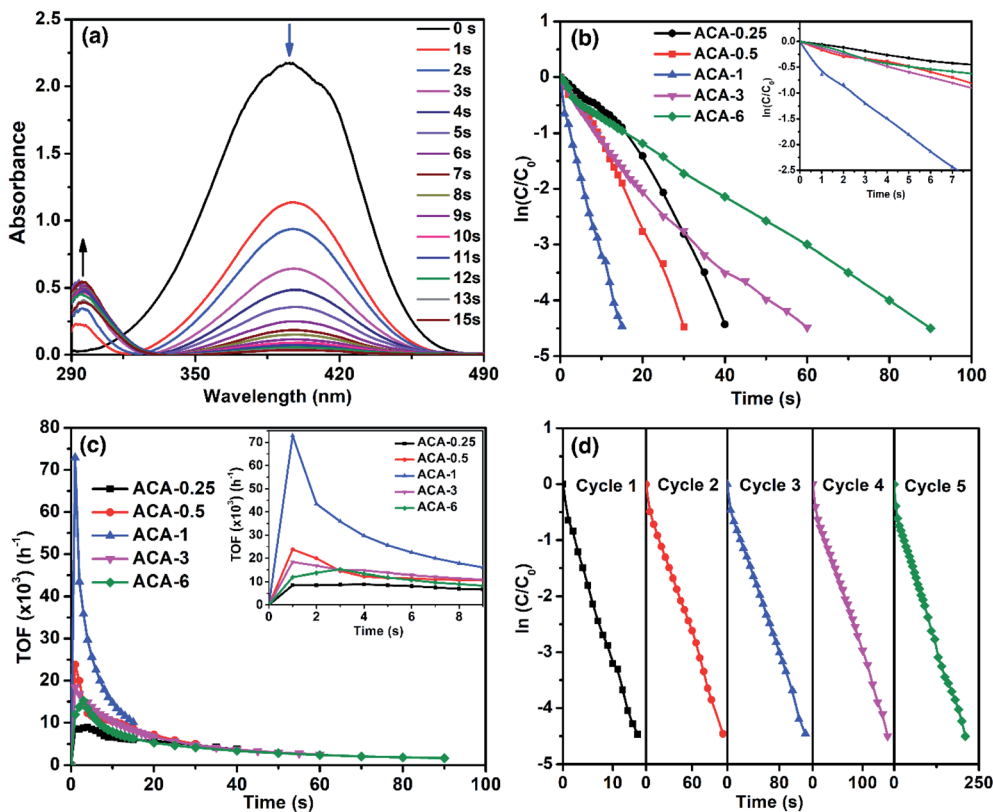 (a)
Absorbance
2.5
2.0
1.5
1.0
0.5
0.0
290
350
420
490
Wavelength (nm)
0 s
1s
2s
3s
4s
5s
6s
7s
8s
9s
10s
11s
12s
13s
15s
(b)
ln(C/C0)
0
-1
-2
-3
-4
-5
0
20
40
60
80
100
Time (s)
ACA-0.25
ACA-0.5
ACA-1
ACA-3
ACA-6
ln(C/C0)
0.0
-0.5
-1.0
-1.5
-2.0
-2.5
0
1
2
3
4
5
6
7
Time (s)
(c)
TOF (x10³) (h⁻¹)
80
70
60
50
40
30
20
10
0
0
20
40
60
80
100
Time (s)
ACA-0.25
ACA-0.5
ACA-1
ACA-3
ACA-6
TOF (x10³) (h⁻¹)
70
60
50
40
30
20
10
0
0
1
2
3
4
5
6
7
8
9
Time (s)
ACA-0.25
ACA-0.5
ACA-1
ACA-3
ACA-6
(d)
ln (C/C0)
0
-1
-2
-3
-4
-5
Cycle 1
Cycle 2
Cycle 3
Cycle 4
Cycle 5
0
10
0
60
0
80
0
100
0
250
Time (s)